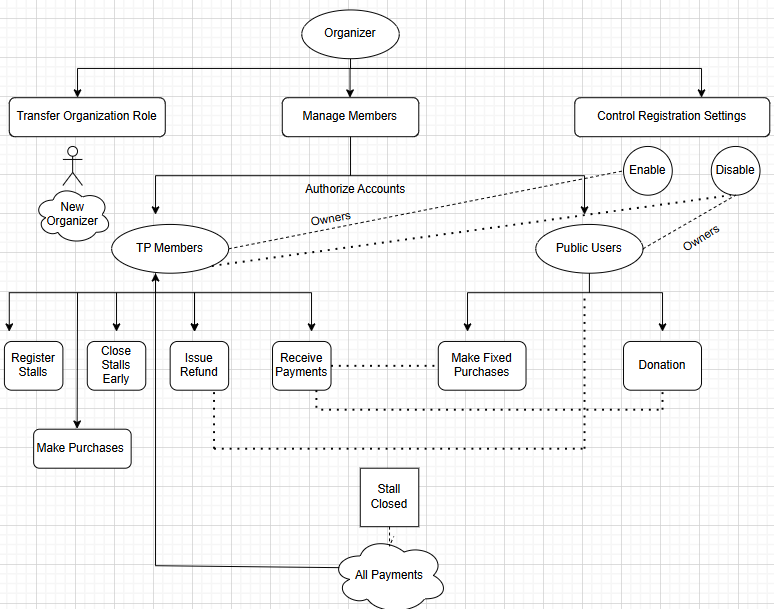 Organizer
Transfer Organization Role
Manage Members
Control Registration Settings
Enable
Disable
New
Organizer
Authorize Accounts
Owners
Owners
TP Members
Public Users
Register
Stalls
Close
Stalls
Early
Issue
Refund
Receive
Payments
Make Fixed
Purchases
Donation
Make Purchases
Stall
Closed
All Payments